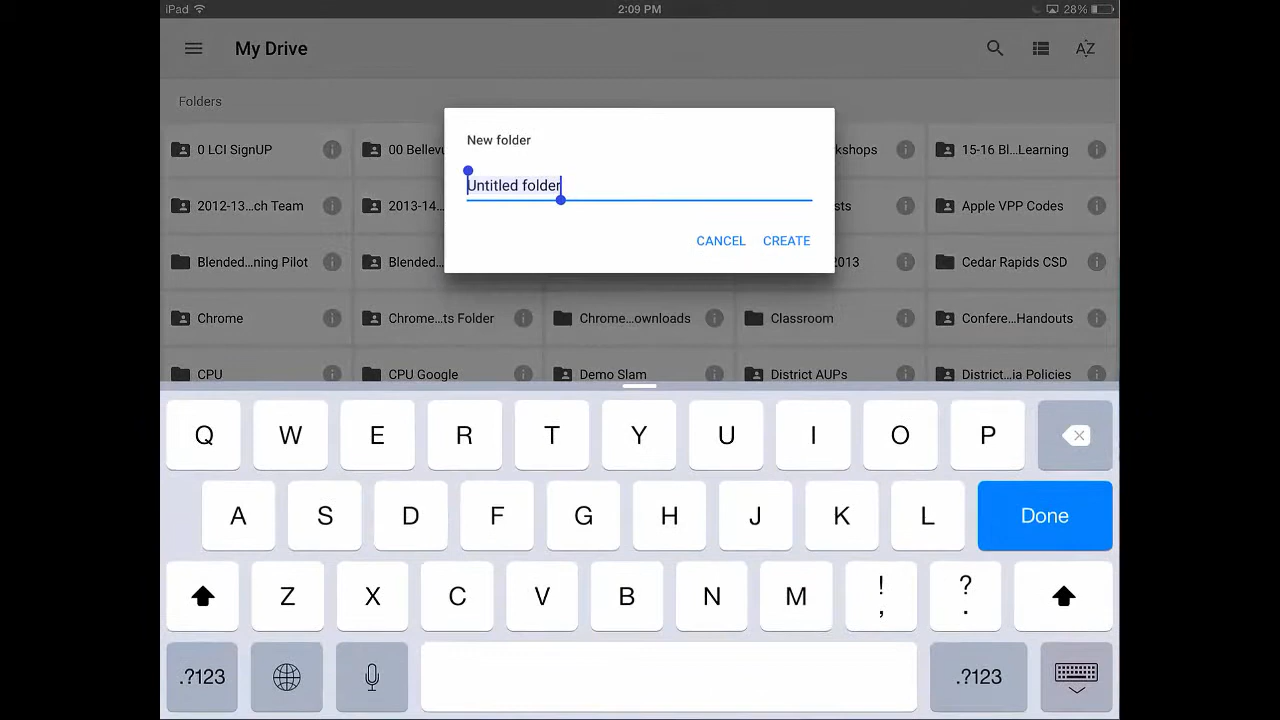 iPad 2:09 PM 28%
My Drive AZ
Folders
New folder
Untitled folder
CANCEL CREATE
0 LCI SignUP 00 Bellev kshops 15-16 Bl...Learning
2012-13...ch Team 2013-14 sts Apple VPP Codes
Blended...ning Pilot Blended 2013 Cedar Rapids CSD
Chrome Chrome...ts Folder Chrome...ownloads Classroom Confere...Handouts
CPU CPU Google Demo Slam District AUPs District...ia Policies
Q W E R T Y U I O P
A S D F G H J K L Done
Z X C V B N M ! , ? .
.?123 .?123